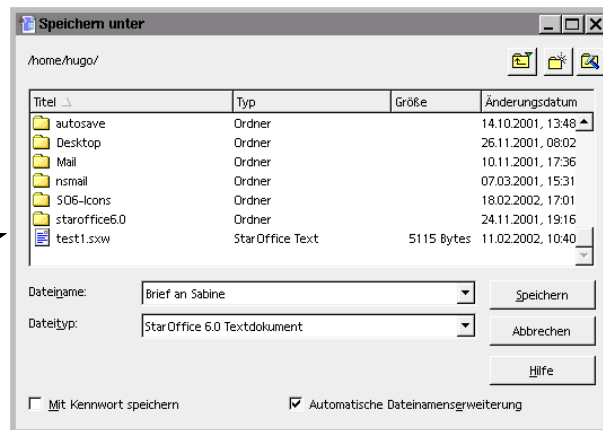 Speichern unter
/home/hugo/
Titel Typ Größe Änderungsdatum
autosave Ordner 14.10.2001, 13:48
Desktop Ordner 26.11.2001, 08:02
Mail Ordner 10.11.2001, 17:36
nsmail Ordner 07.03.2001, 15:31
SO6-Icons Ordner 18.02.2002, 17:01
staroffice6.0 Ordner 24.11.2001, 19:16
test1.sxw StarOffice Text 5115 Bytes 11.02.2002, 10:40
Dateiname: Brief an Sabine Speichern
Dateityp: StarOffice 6.0 Textdokument Abbrechen
Hilfe
Mit Kennwort speichern Automatische Dateinamenserweiterung